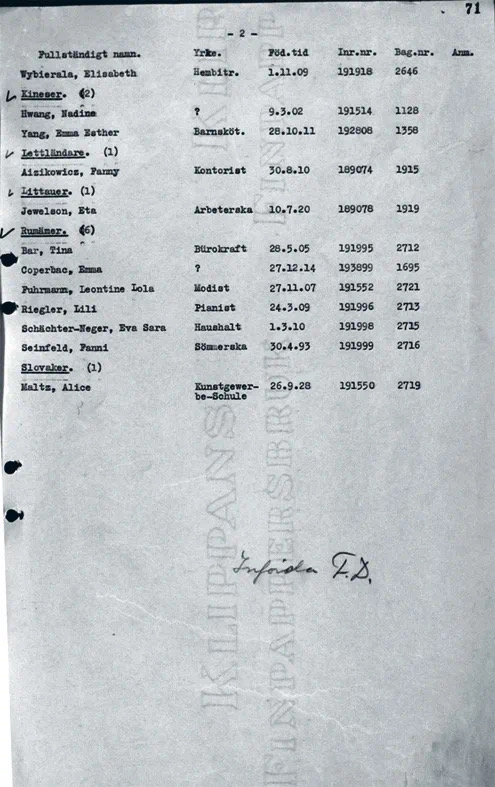 71
- 2 -
Fullständigt namn. Yrke. Föd.tid Inr.nr. Bag.nr. Anm.
Wybierala, Elisabeth Hembitr. 1.11.09 191918 2646
Kineser. (2)
Hwang, Nadine ? 9.3.02 191514 1128
Yang, Emma Esther Barnsköt. 28.10.11 192808 1358
Lettländare. (1)
Aizikowicz, Fanny Kontorist 30.8.10 189074 1915
Littauer. (1)
Jewelson, Eta Arbeterska 10.7.20 189078 1919
Rumäner. (6)
Bar, Tina Bürokraft 28.5.05 191995 2712
Coperbac, Emma ? 27.12.14 193899 1695
Fuhrmann, Leontine Lola Modist 27.11.07 191552 2721
Riegler, Lili Pianist 24.3.09 191996 2713
Schächter-Neger, Eva Sara Haushalt 1.3.10 191998 2715
Seinfeld, Fanni Sömmerska 30.4.93 191999 2716
Slovaker. (1)
Maltz, Alice Kunstgewer- 26.9.28 191550 2719
be-Schule
F.D.
KLIPPANS
FINPAPPERSBRUK